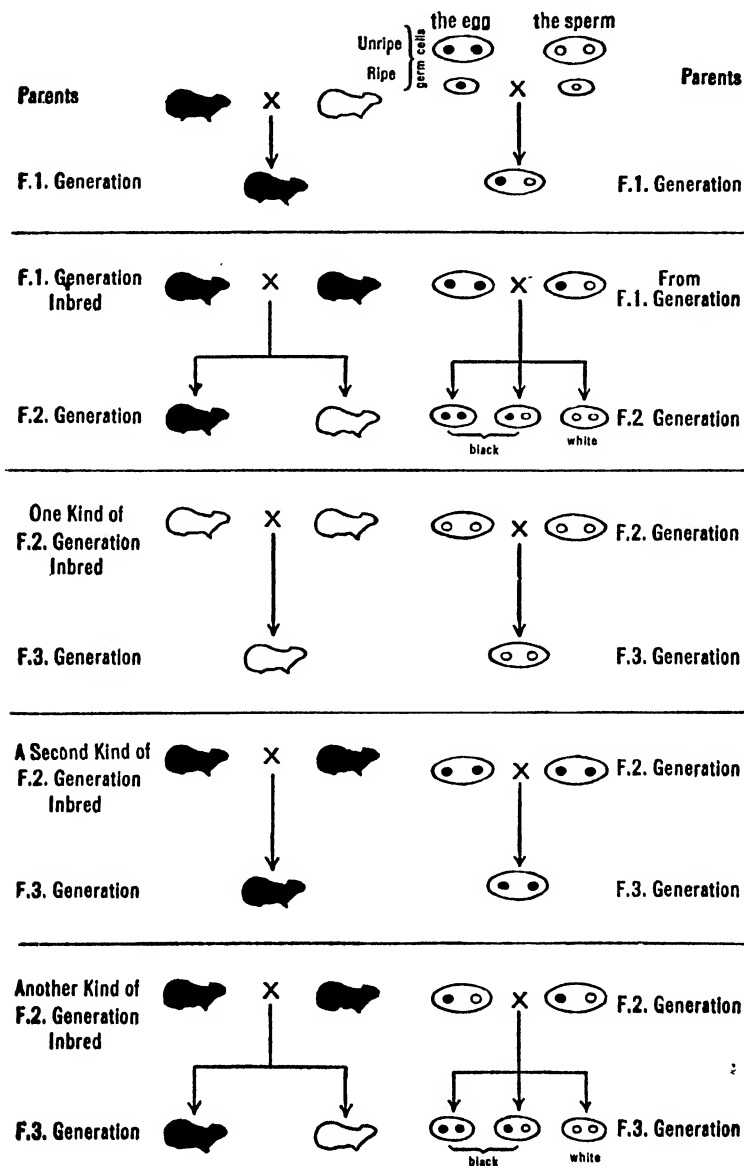 the egg the sperm
Unripe
Ripe
germ cells
Parents
Parents
F.1. Generation
F.1. Generation
F.1. Generation
Inbred
From
F.1. Generation
F.2. Generation
F.2 Generation
black
white
One Kind of
F.2. Generation
Inbred
F.2. Generation
F.3. Generation
F.3. Generation
A Second Kind of
F.2. Generation
Inbred
F.2. Generation
F.3. Generation
F.3. Generation
Another Kind of
F.2. Generation
Inbred
F.2. Generation
F.3. Generation
F.3. Generation
black
white